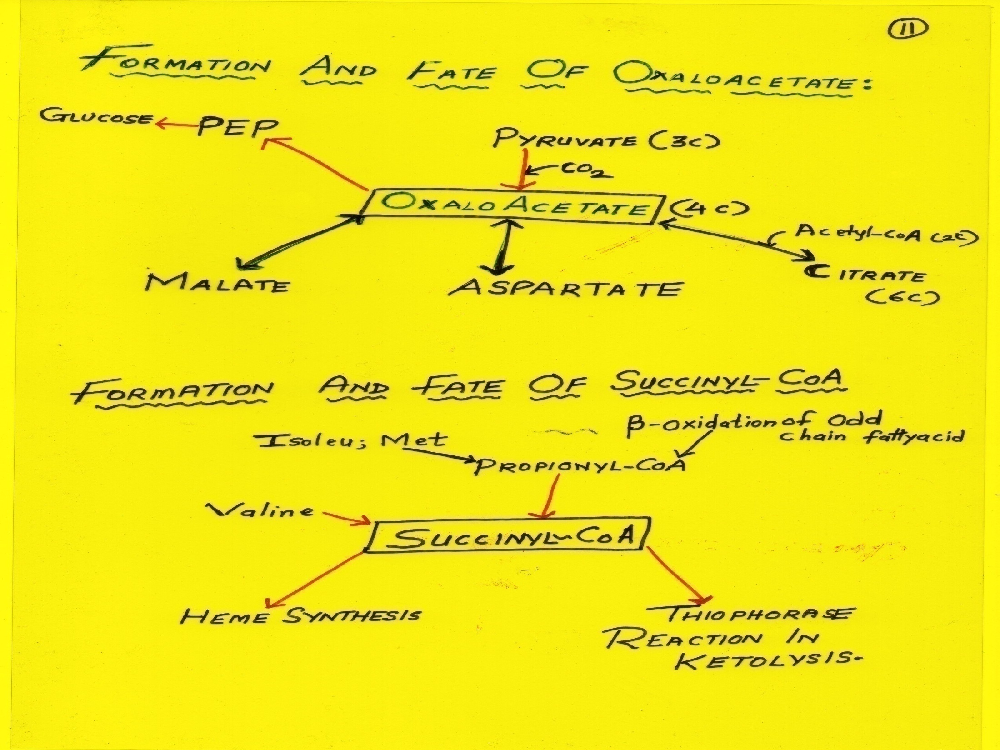 11
FORMATION AND FATE OF OXALOACETATE:
GLUCOSE PEP
PYRUVATE (3C)
CO2
OXALO ACETATE (4C)
Acetyl-CoA (2C)
MALATE
ASPARTATE
CITRATE
(6C)
FORMATION AND FATE OF SUCCINYL-CoA
β-oxidation of odd
chain fattyacid
Isoleu; Met
PROPIONYL-CoA
Valine
SUCCINYL~CoA
HEME SYNTHESIS
THIOPHORASE
REACTION IN
KETOLYSIS.